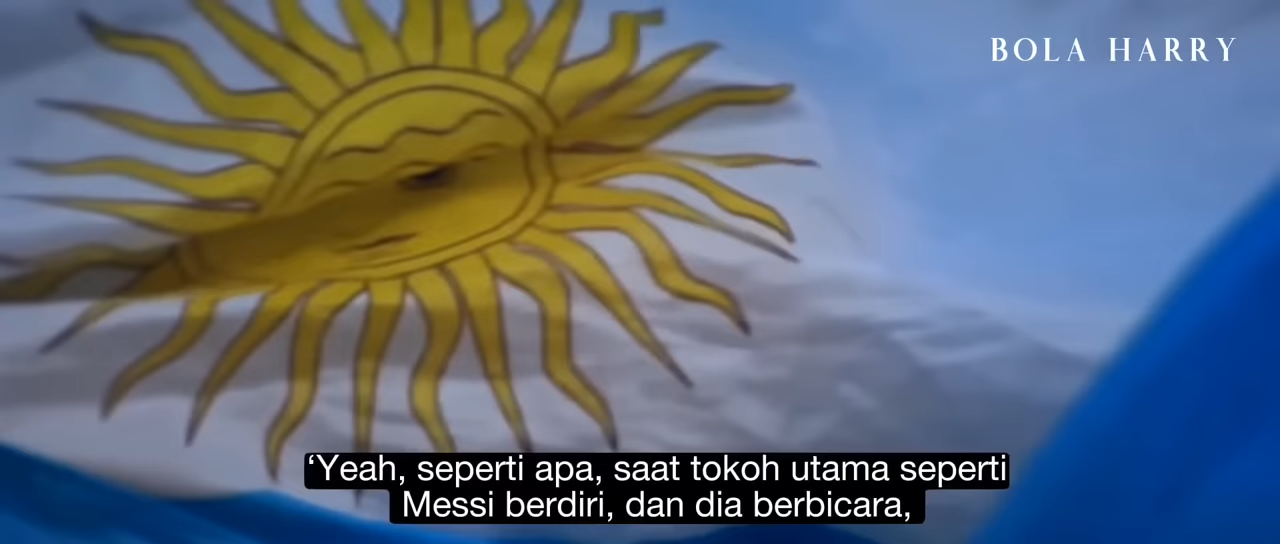 BOLA HARRY
‘Yeah, seperti apa, saat tokoh utama seperti
Messi berdiri, dan dia berbicara,